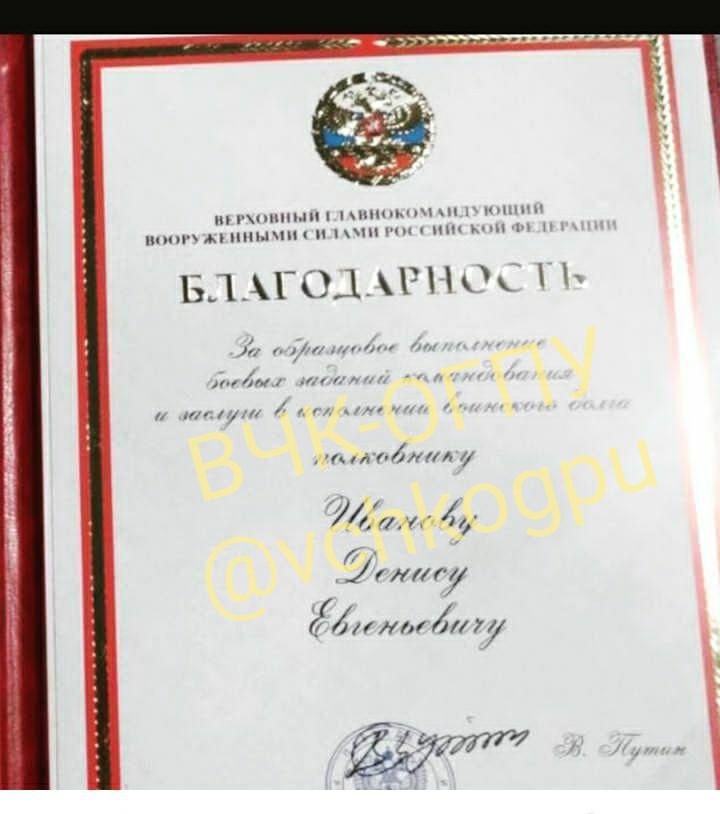 ВЕРХОВНЫЙ ГЛАВНОКОМАНДУЮЩИЙ
ВООРУЖЕННЫМИ СИЛАМИ РОССИЙСКОЙ ФЕДЕРАЦИИ
БЛАГОДАРНОСТЬ
За образцовое выполнение
боевых заданий командования
и заслуги в исполнении воинского долга
полковнику
Иванову
Денису
Евгеньевичу
В. Путин
ВЧК-ОГПУ
@vchkogpu